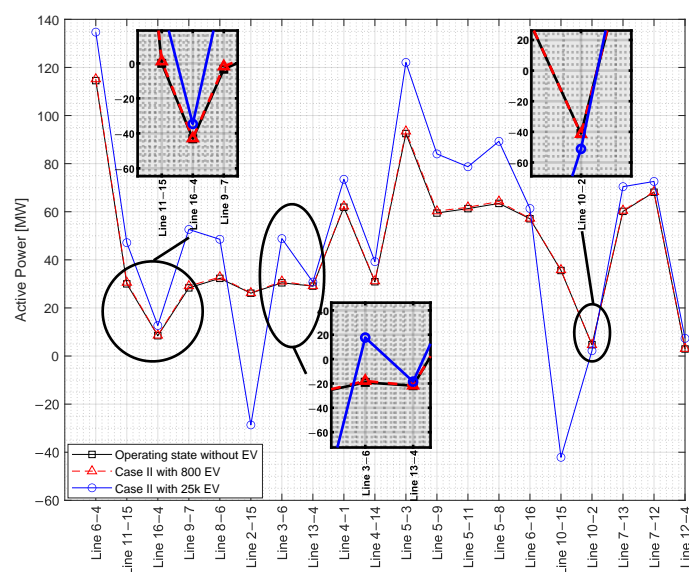 140
120
100
80
60
40
20
0
−20
−40
−60
Active Power [MW]
0
−20
−40
−60
Line 11−15
Line 16−4
Line 9−7
20
0
−20
−40
−60
Line 10−2
40
20
0
−20
−40
−60
Line 3−6
Line 13−4
Operating state without EV
Case II with 800 EV
Case II with 25k EV
Line 6−4
Line 11−15
Line 16−4
Line 9−7
Line 8−6
Line 2−15
Line 3−6
Line 13−4
Line 4−1
Line 4−14
Line 5−3
Line 5−9
Line 5−11
Line 5−8
Line 6−16
Line 10−15
Line 10−2
Line 7−13
Line 7−12
Line 12−4